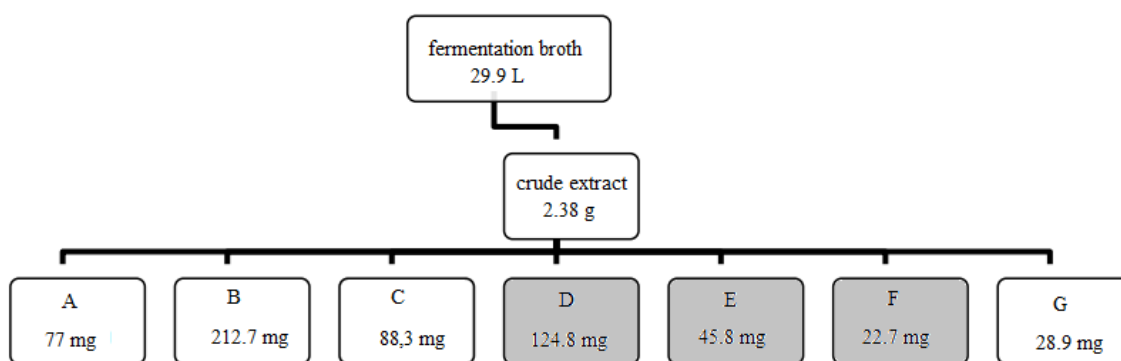 fermentation broth
29.9 L
crude extract
2.38 g
A
77 mg
B
212.7 mg
C
88,3 mg
D
124.8 mg
E
45.8 mg
F
22.7 mg
G
28.9 mg